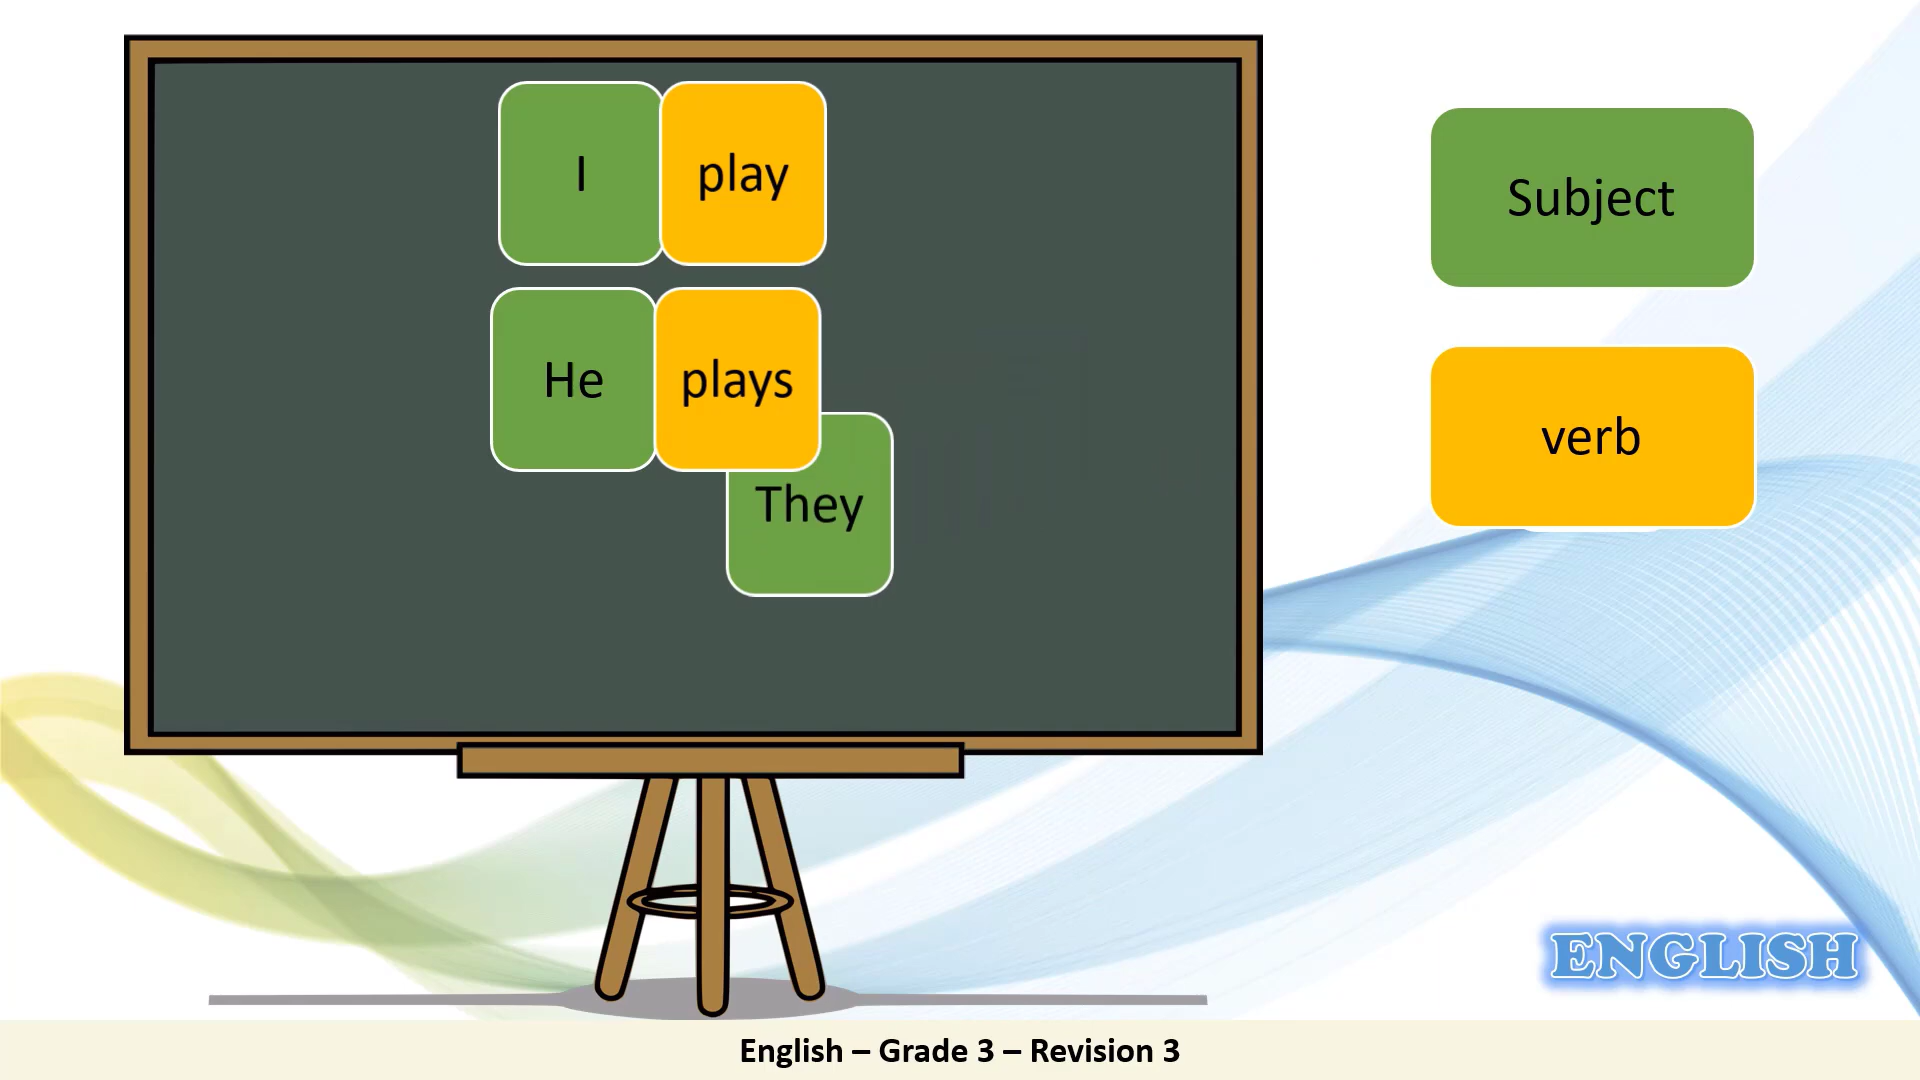 I play
He plays
They
Subject
verb
ENGLISH
English – Grade 3 – Revision 3